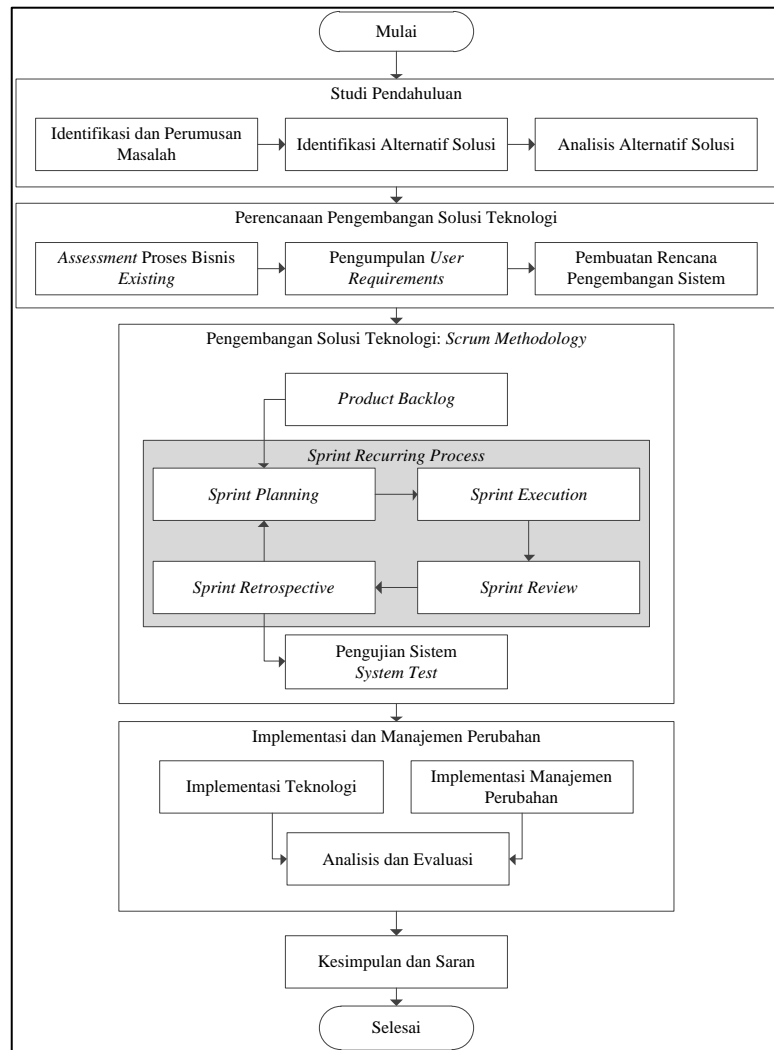 Mulai
Studi Pendahuluan
Identifikasi dan Perumusan
Masalah
Identifikasi Alternatif Solusi
Analisis Alternatif Solusi
Perencanaan Pengembangan Solusi Teknologi
Assessment Proses Bisnis
Existing
Pengumpulan User
Requirements
Pembuatan Rencana
Pengembangan Sistem
Pengembangan Solusi Teknologi: Scrum Methodology
Product Backlog
Sprint Recurring Process
Sprint Planning
Sprint Execution
Sprint Retrospective
Sprint Review
Pengujian Sistem
System Test
Implementasi dan Manajemen Perubahan
Implementasi Teknologi
Implementasi Manajemen
Perubahan
Analisis dan Evaluasi
Kesimpulan dan Saran
Selesai